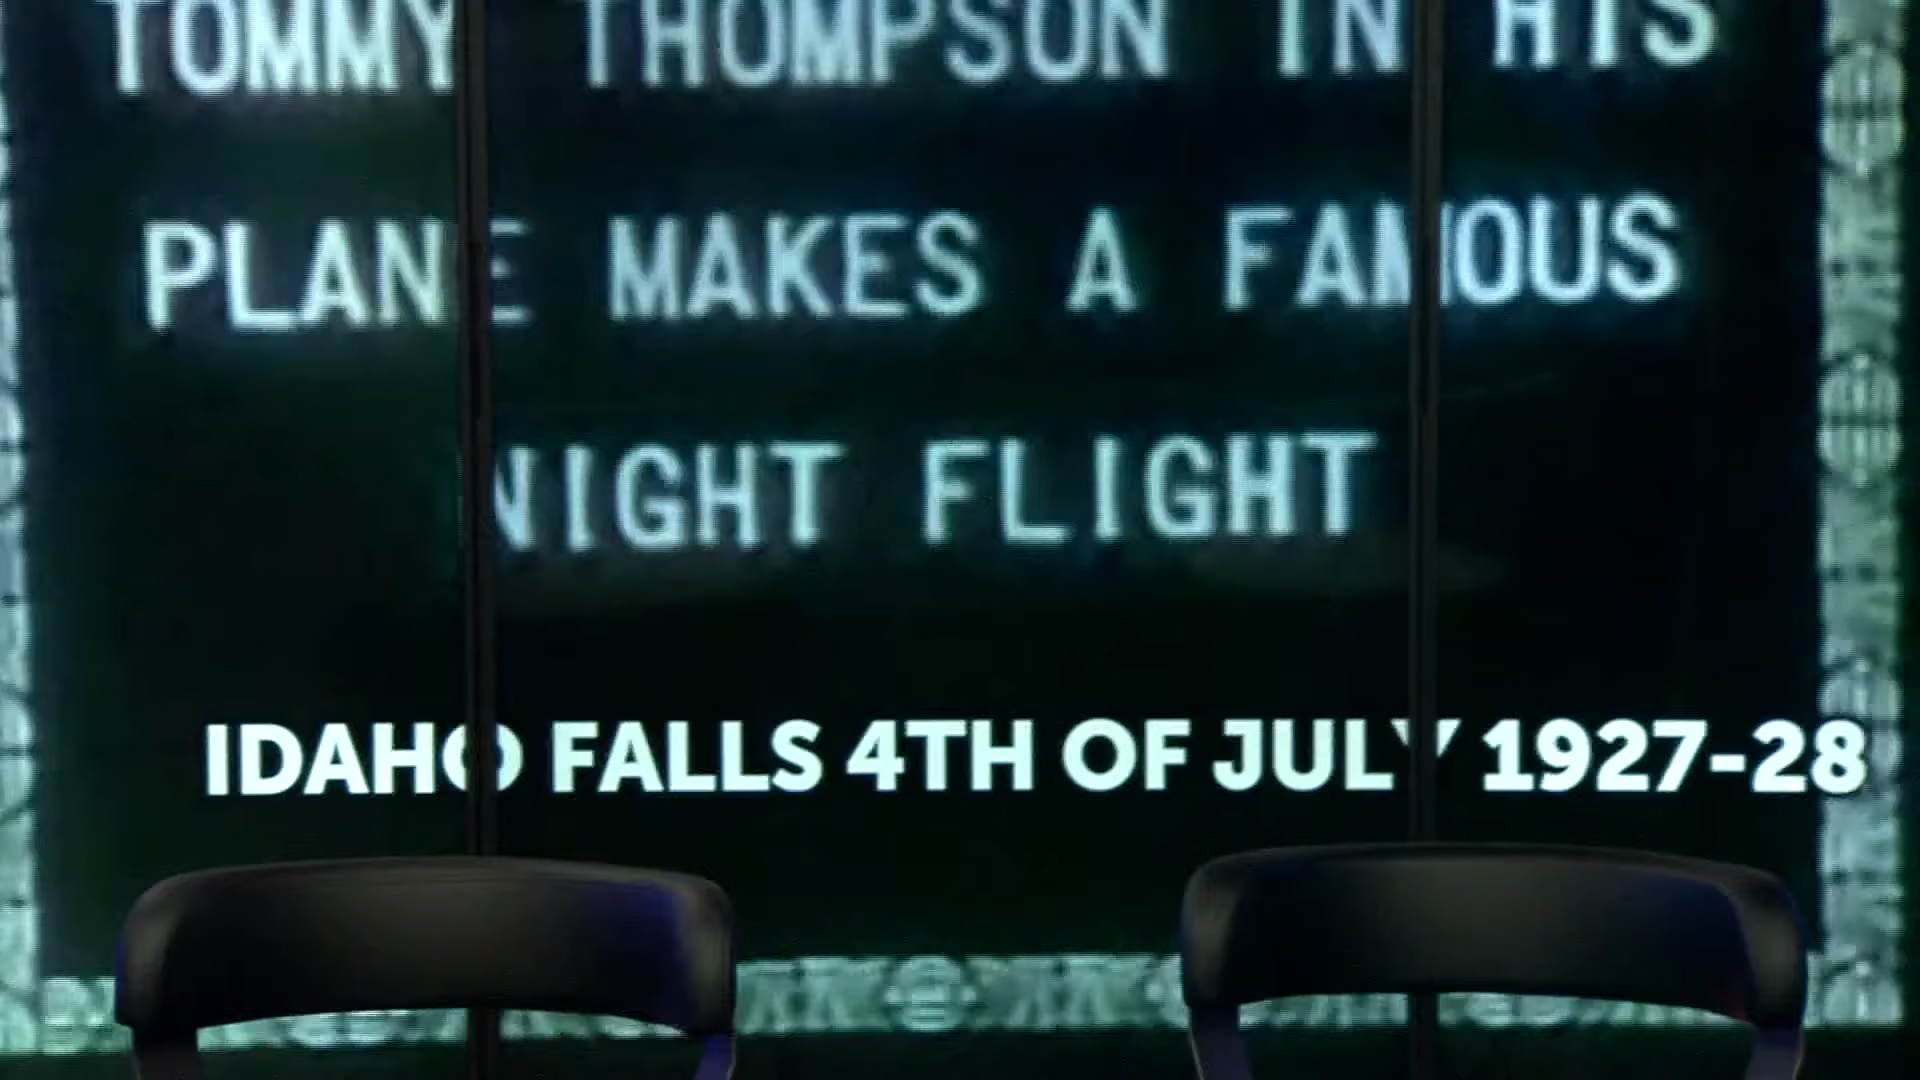 TOMMY THOMPSON IN HIS
PLANE MAKES A FAMOUS
NIGHT FLIGHT
IDAHO FALLS 4TH OF JULY 1927-28